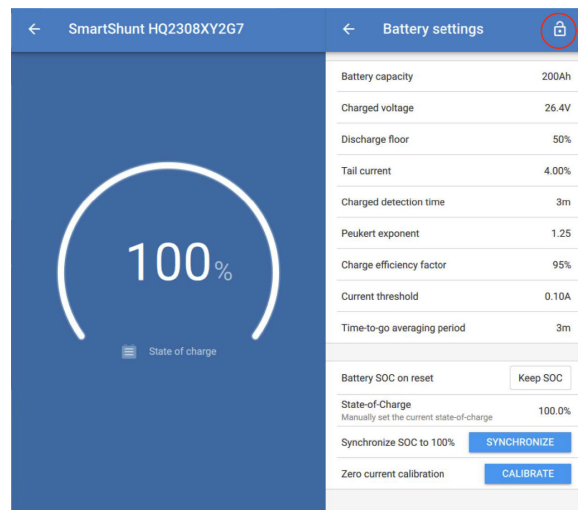 SmartShunt HQ2308XY2G7
100%
State of charge
Battery settings
Battery capacity 200Ah
Charged voltage 26.4V
Discharge floor 50%
Tail current 4.00%
Charged detection time 3m
Peukert exponent 1.25
Charge efficiency factor 95%
Current threshold 0.10A
Time-to-go averaging period 3m
Battery SOC on reset Keep SOC
State-of-Charge 100.0%
Manually set the current state-of-charge
Synchronize SOC to 100% SYNCHRONIZE
Zero current calibration CALIBRATE